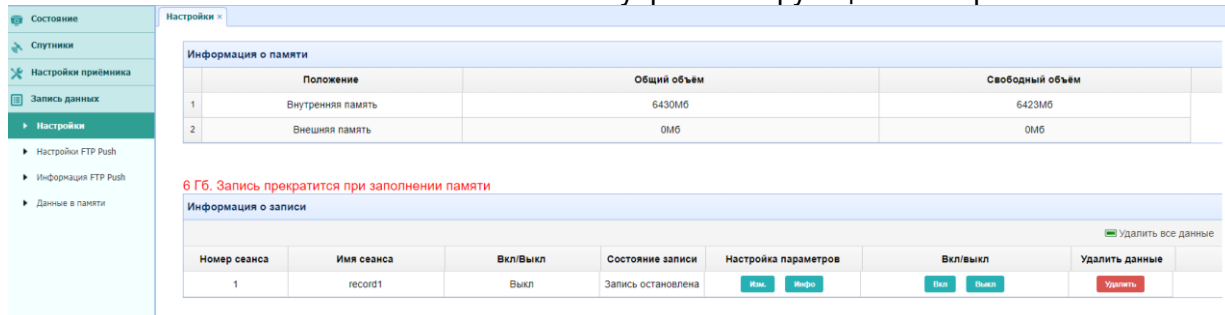 Состояние
Спутники
Настройки приёмника
Запись данных
Настройки
Настройки FTP Push
Информация FTP Push
Данные в памяти
Настройки ×
Информация о памяти
Положение Общий объём Свободный объём
1 Внутренняя память 6430Мб 6423Мб
2 Внешняя память 0Мб 0Мб
6 Гб. Запись прекратится при заполнении памяти
Информация о записи
Удалить все данные
Номер сеанса Имя сеанса Вкл/Выкл Состояние записи Настройка параметров Вкл/выкл Удалить данные
1 record1 Выкл Запись остановлена Изм. Инфо Вкл Выкл Удалить